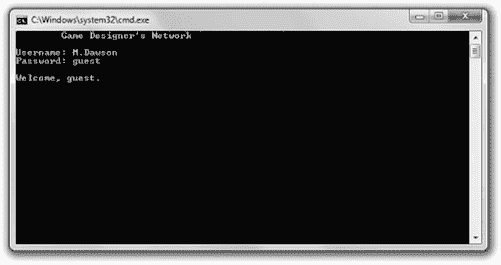 C:\Windows\system32\cmd.exe
Game Designer's Network
Username: M.Dawson
Password: guest
Welcome, guest.